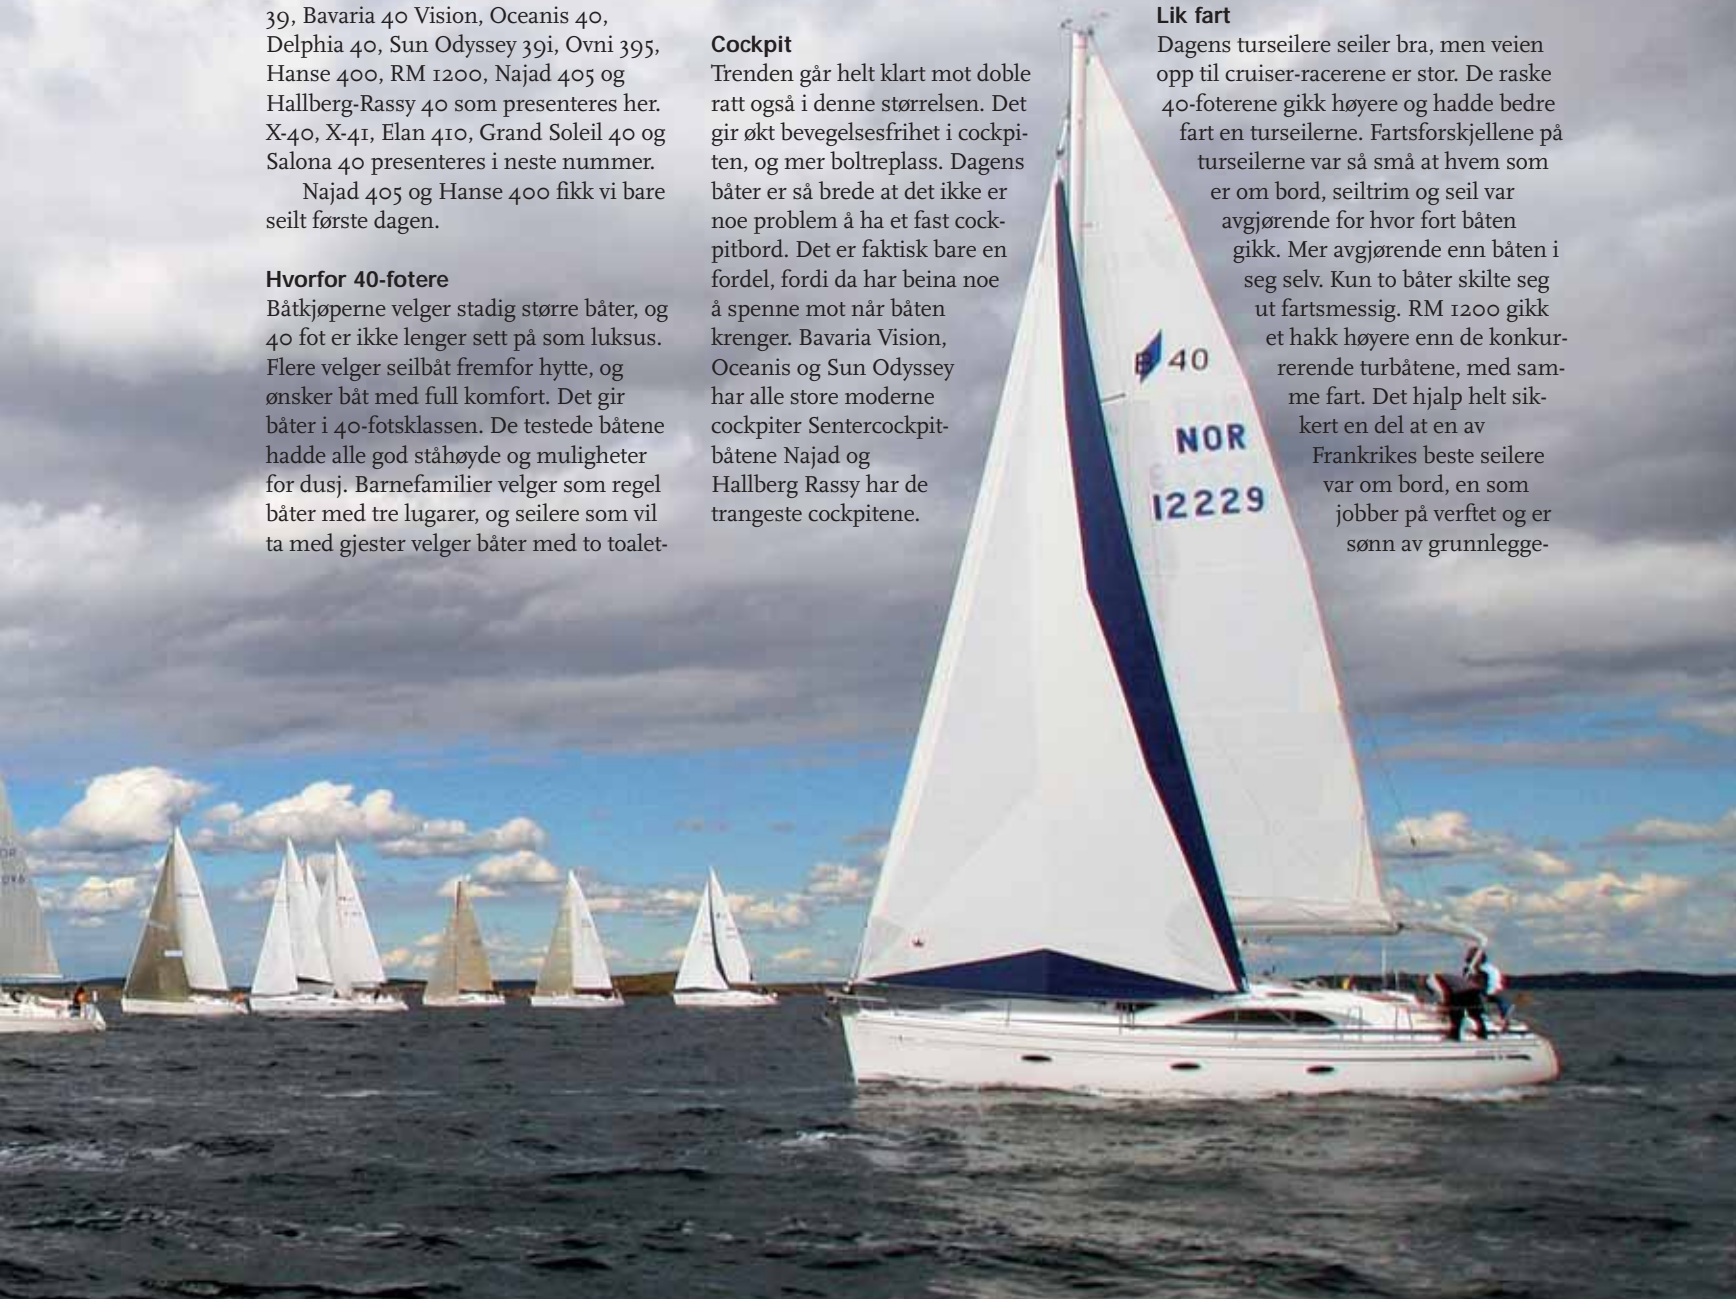 39, Bavaria 40 Vision, Oceanis 40,
Delphia 40, Sun Odyssey 39i, Ovni 395,
Hanse 400, RM 1200, Najad 405 og
Hallberg-Rassy 40 som presenteres her.
X-40, X-41, Elan 410, Grand Soleil 40 og
Salona 40 presenteres i neste nummer.
Najad 405 og Hanse 400 fikk vi bare
seilt første dagen.
Hvorfor 40-fotere
Båtkjøperne velger stadig større båter, og
40 fot er ikke lenger sett på som luksus.
Flere velger seilbåt fremfor hytte, og
ønsker båt med full komfort. Det gir
båter i 40-fotsklassen. De testede båtene
hadde alle god ståhøyde og muligheter
for dusj. Barnefamilier velger som regel
båter med tre lugarer, og seilere som vil
ta med gjester velger båter med to toalet-
Cockpit
Trenden går helt klart mot doble
ratt også i denne størrelsen. Det
gir økt bevegelsesfrihet i cockpi-
ten, og mer boltreplass. Dagens
båter er så brede at det ikke er
noe problem å ha et fast cock-
pitbord. Det er faktisk bare en
fordel, fordi da har beina noe
å spenne mot når båten
krenger. Bavaria Vision,
Oceanis og Sun Odyssey
har alle store moderne
cockpiter Sentercockpit-
båtene Najad og
Hallberg Rassy har de
trangeste cockpitene.
Lik fart
Dagens turseilere seiler bra, men veien
opp til cruiser-racerene er stor. De raske
40-foterene gikk høyere og hadde bedre
fart en turseilerne. Fartsforskjellene på
turseilerne var så små at hvem som
er om bord, seiltrim og seil var
avgjørende for hvor fort båten
gikk. Mer avgjørende enn båten i
seg selv. Kun to båter skilte seg
ut fartsmessig. RM 1200 gikk
et hakk høyere enn de konkur-
rerende turbåtene, med sam-
me fart. Det hjalp helt sik-
kert en del at en av
Frankrikes beste seilere
var om bord, en som
jobber på verftet og er
sønn av grunnlegge-
B 40
NOR
12229